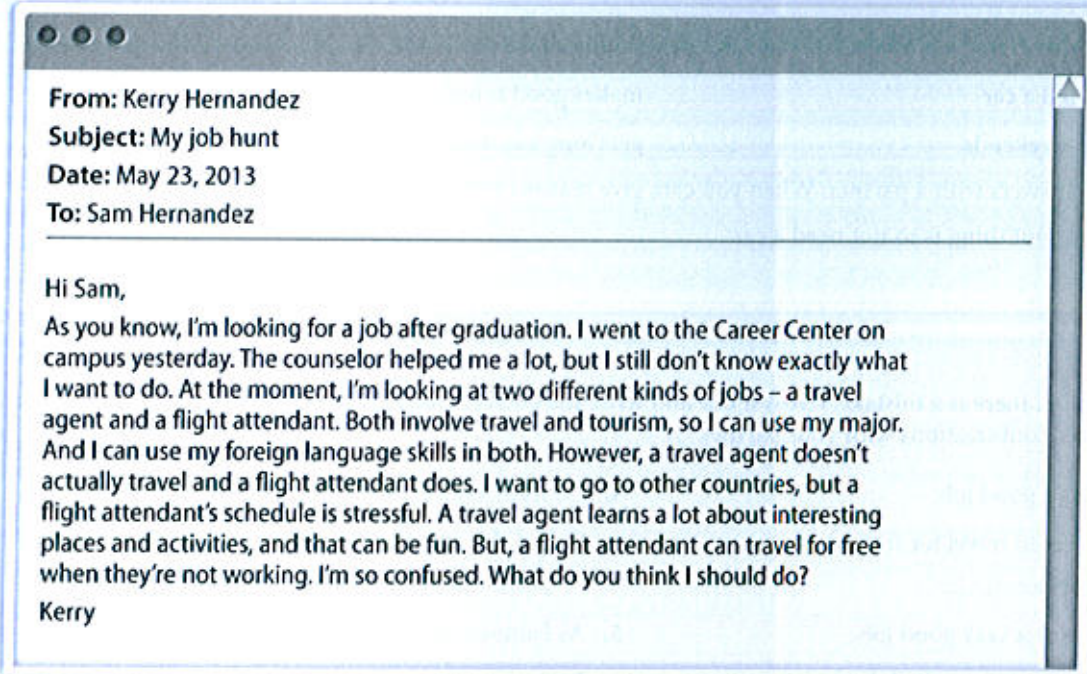 From: Kerry Hernandez
Subject: My job hunt
Date: May 23, 2013
To: Sam Hernandez
Hi Sam,
As you know, I'm looking for a job after graduation. I went to the Career Center on
campus yesterday. The counselor helped me a lot, but I still don't know exactly what
I want to do. At the moment, I'm looking at two different kinds of jobs – a travel
agent and a flight attendant. Both involve travel and tourism, so I can use my major.
And I can use my foreign language skills in both. However, a travel agent doesn't
actually travel and a flight attendant does. I want to go to other countries, but a
flight attendant's schedule is stressful. A travel agent learns a lot about interesting
places and activities, and that can be fun. But, a flight attendant can travel for free
when they're not working. I'm so confused. What do you think I should do?
Kerry